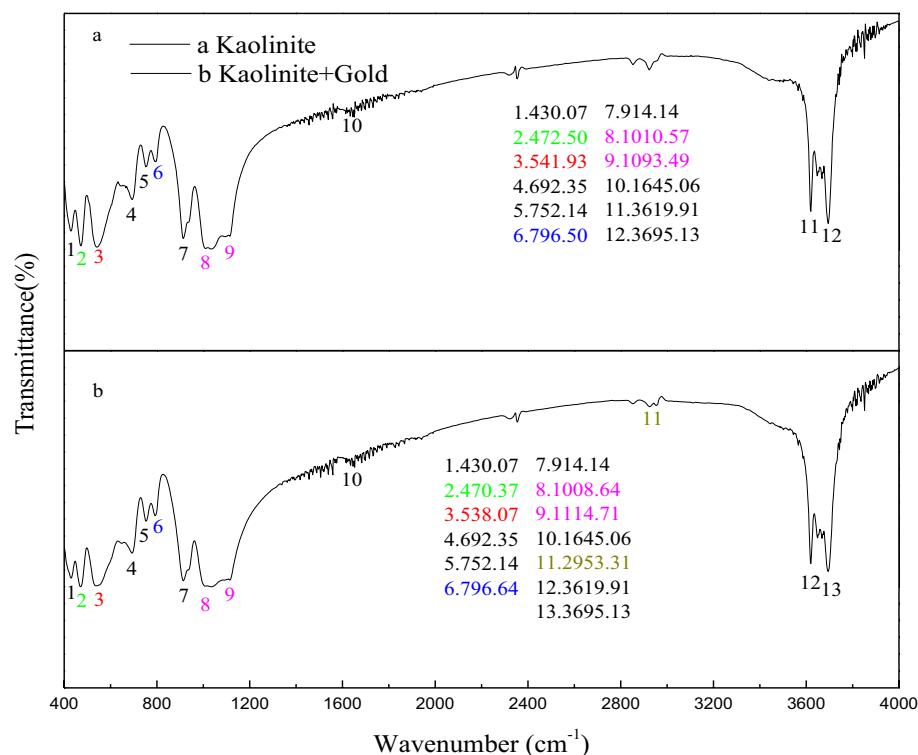 a
a Kaolinite
b Kaolinite+Gold
1.430.07 7.914.14
2.472.50 8.1010.57
3.541.93 9.1093.49
4.692.35 10.1645.06
5.752.14 11.3619.91
6.796.50 12.3695.13
1 2 3 4 5 6 7 8 9 10 11 12
b
1.430.07 7.914.14
2.470.37 8.1008.64
3.538.07 9.1114.71
4.692.35 10.1645.06
5.752.14 11.2953.31
6.796.64 12.3619.91
13.3695.13
1 2 3 4 5 6 7 8 9 10 11 12 13
Transmittance(%)
400 800 1200 1600 2000 2400 2800 3200 3600 4000
Wavenumber (cm⁻¹)